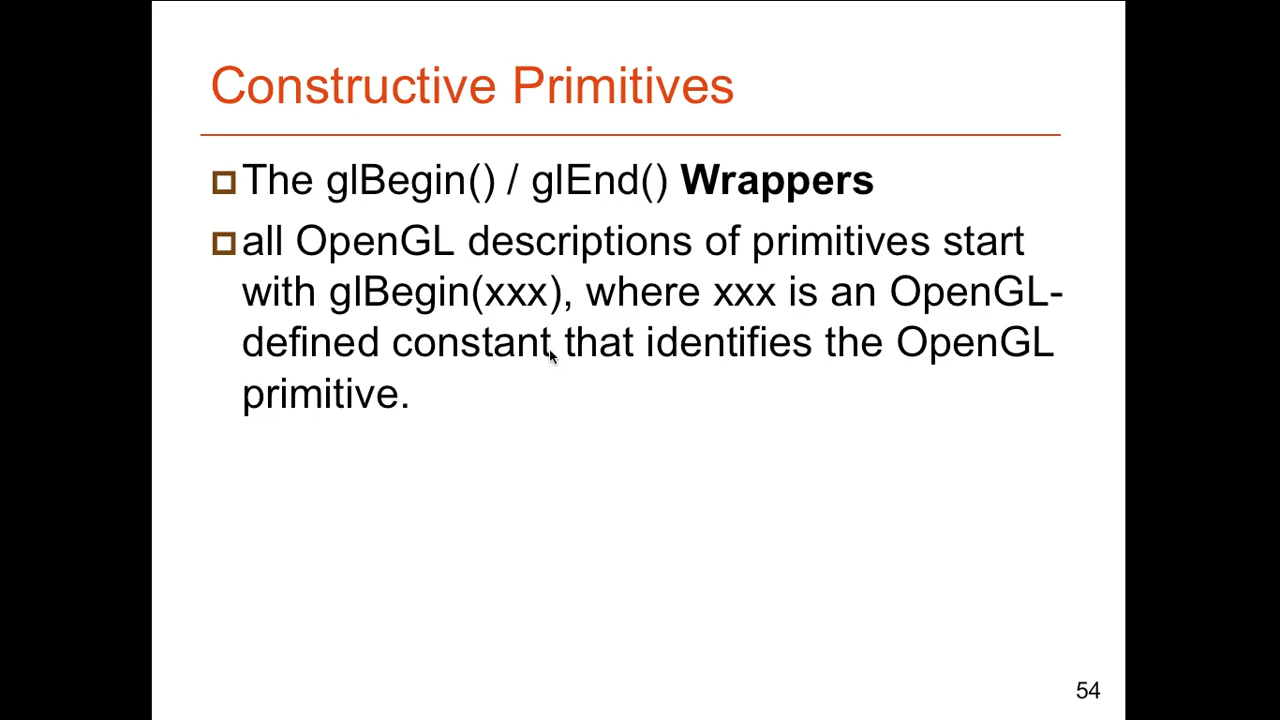 Constructive Primitives
The glBegin() / glEnd() Wrappers
all OpenGL descriptions of primitives start
with glBegin(xxx), where xxx is an OpenGL-
defined constant that identifies the OpenGL
primitive.
54